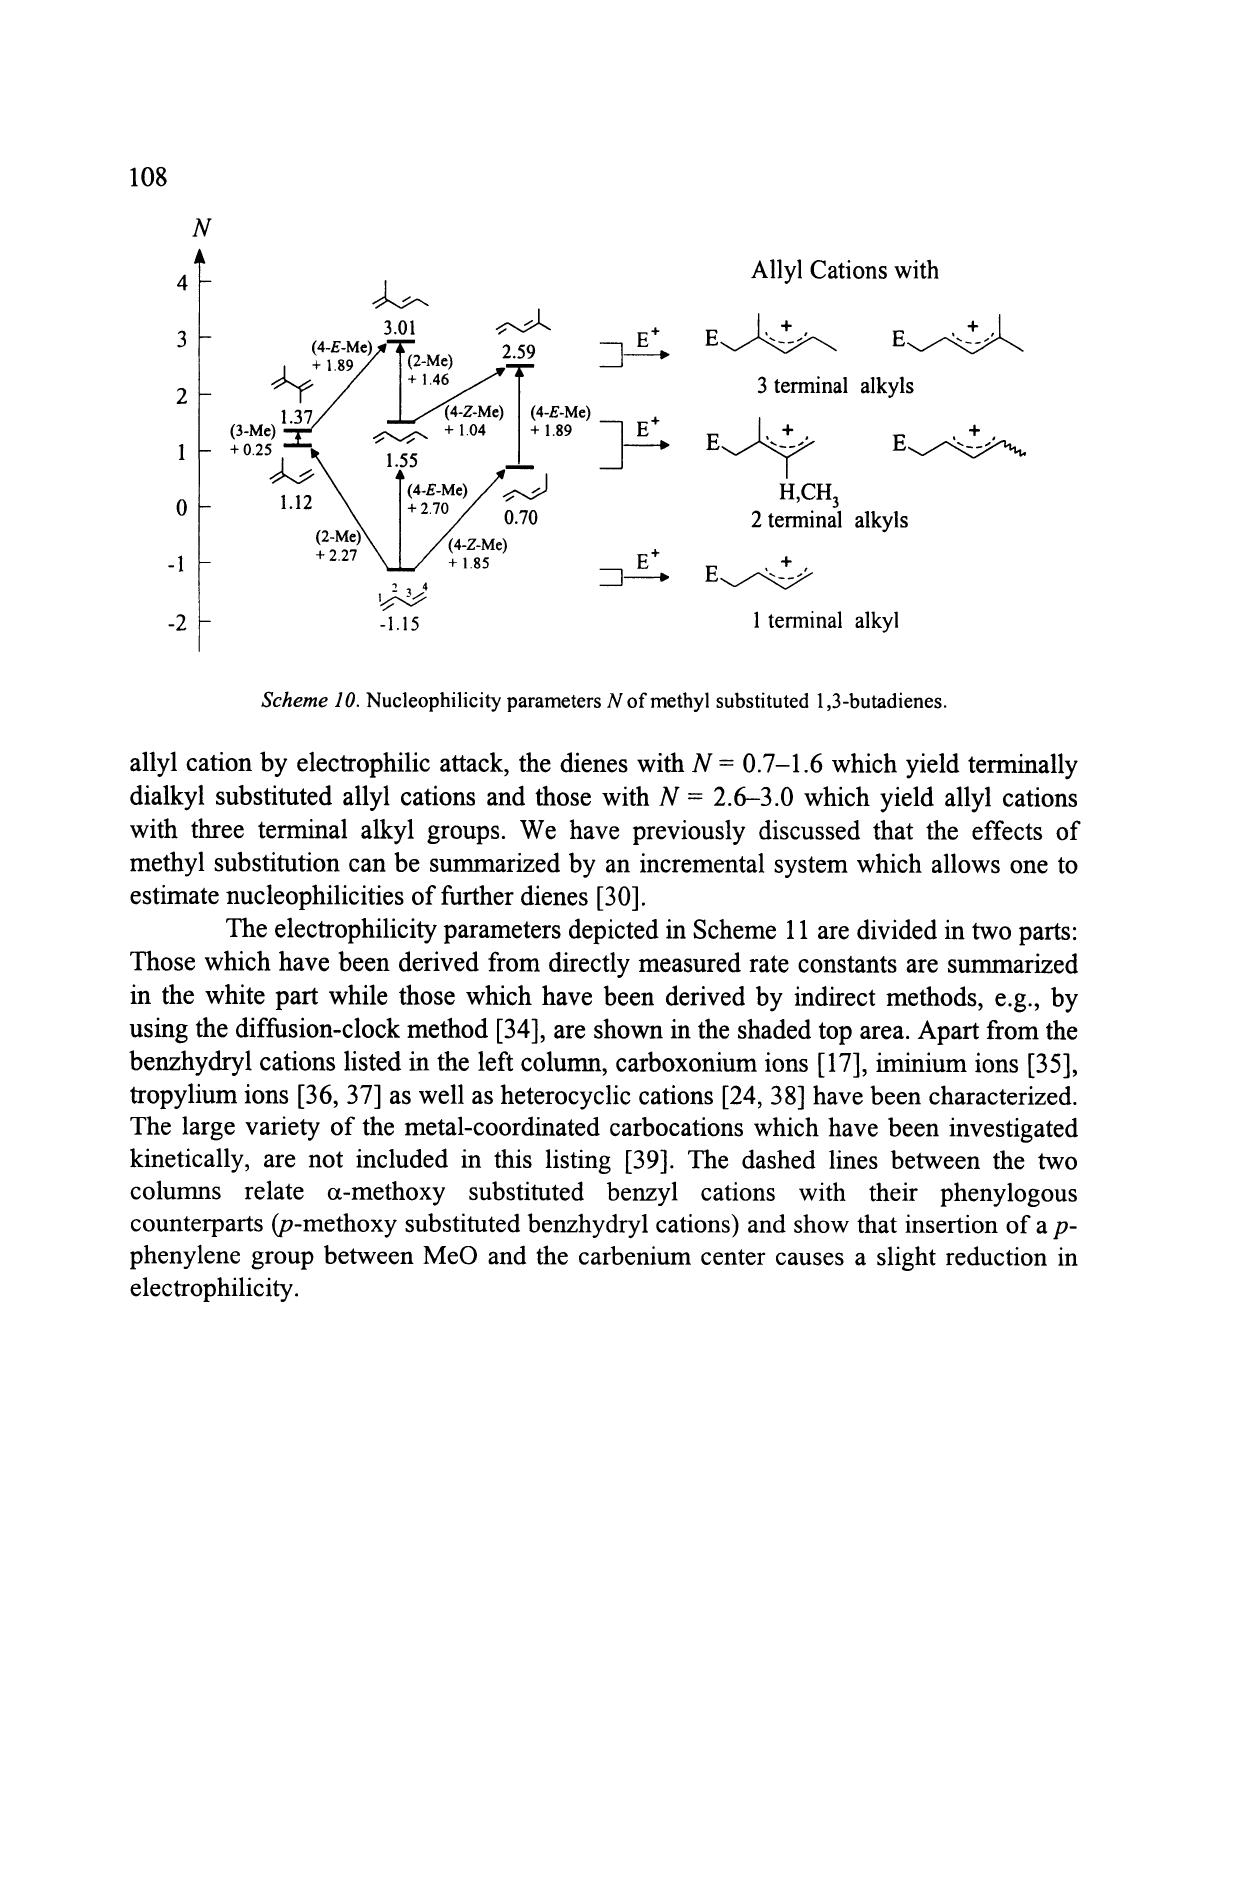 108
N
4
3
2
1
0
-1
-2
3.01
2.59
(4-E-Me)
+ 1.89
(2-Me)
+ 1.46
1.37
(3-Me)
+ 0.25
(4-Z-Me)
+ 1.04
(4-E-Me)
+ 1.89
1.55
1.12
(4-E-Me)
+ 2.70
0.70
(2-Me)
+ 2.27
(4-Z-Me)
+ 1.85
1 2 3 4
-1.15
Allyl Cations with
E+
E + E +
3 terminal alkyls
E+
E + E +
H,CH3
2 terminal alkyls
E+
E +
1 terminal alkyl
Scheme 10. Nucleophilicity parameters N of methyl substituted 1,3-butadienes.
allyl cation by electrophilic attack, the dienes with N = 0.7–1.6 which yield terminally
dialkyl substituted allyl cations and those with N = 2.6–3.0 which yield allyl cations
with three terminal alkyl groups. We have previously discussed that the effects of
methyl substitution can be summarized by an incremental system which allows one to
estimate nucleophilicities of further dienes [30].
The electrophilicity parameters depicted in Scheme 11 are divided in two parts:
Those which have been derived from directly measured rate constants are summarized
in the white part while those which have been derived by indirect methods, e.g., by
using the diffusion-clock method [34], are shown in the shaded top area. Apart from the
benzhydryl cations listed in the left column, carboxonium ions [17], iminium ions [35],
tropylium ions [36, 37] as well as heterocyclic cations [24, 38] have been characterized.
The large variety of the metal-coordinated carbocations which have been investigated
kinetically, are not included in this listing [39]. The dashed lines between the two
columns relate α-methoxy substituted benzyl cations with their phenylogous
counterparts (p-methoxy substituted benzhydryl cations) and show that insertion of a p-
phenylene group between MeO and the carbenium center causes a slight reduction in
electrophilicity.